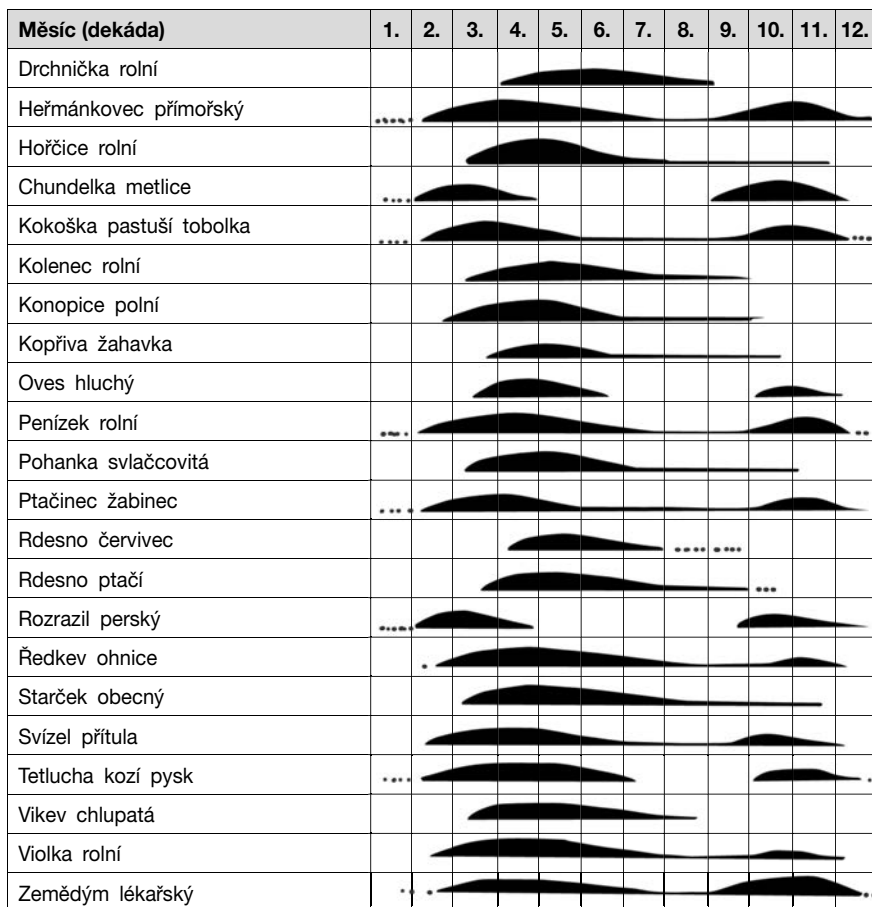 Měsíc (dekáda) 1. 2. 3. 4. 5. 6. 7. 8. 9. 10. 11. 12.
Drchnička rolní
Heřmánkovec přímořský
Hořčice rolní
Chundelka metlice
Kokoška pastuší tobolka
Kolenec rolní
Konopice polní
Kopřiva žahavka
Oves hluchý
Penízek rolní
Pohanka svlačcovitá
Ptačinec žabinec
Rdesno červivec
Rdesno ptačí
Rozrazil perský
Ředkev ohnice
Starček obecný
Svízel přítula
Tetlucha kozí pysk
Vikev chlupatá
Violka rolní
Zemědým lékařský